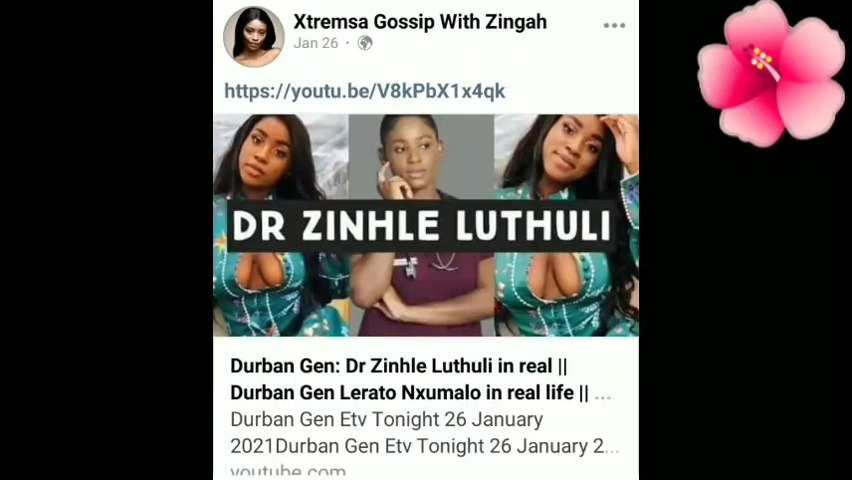 Xtremsa Gossip With Zingah
Jan 26 ·
https://youtu.be/V8kPbX1x4qk
DR ZINHLE LUTHULI
Durban Gen: Dr Zinhle Luthuli in real ||
Durban Gen Lerato Nxumalo in real life || ...
Durban Gen Etv Tonight 26 January
2021Durban Gen Etv Tonight 26 January 2...
youtube.com